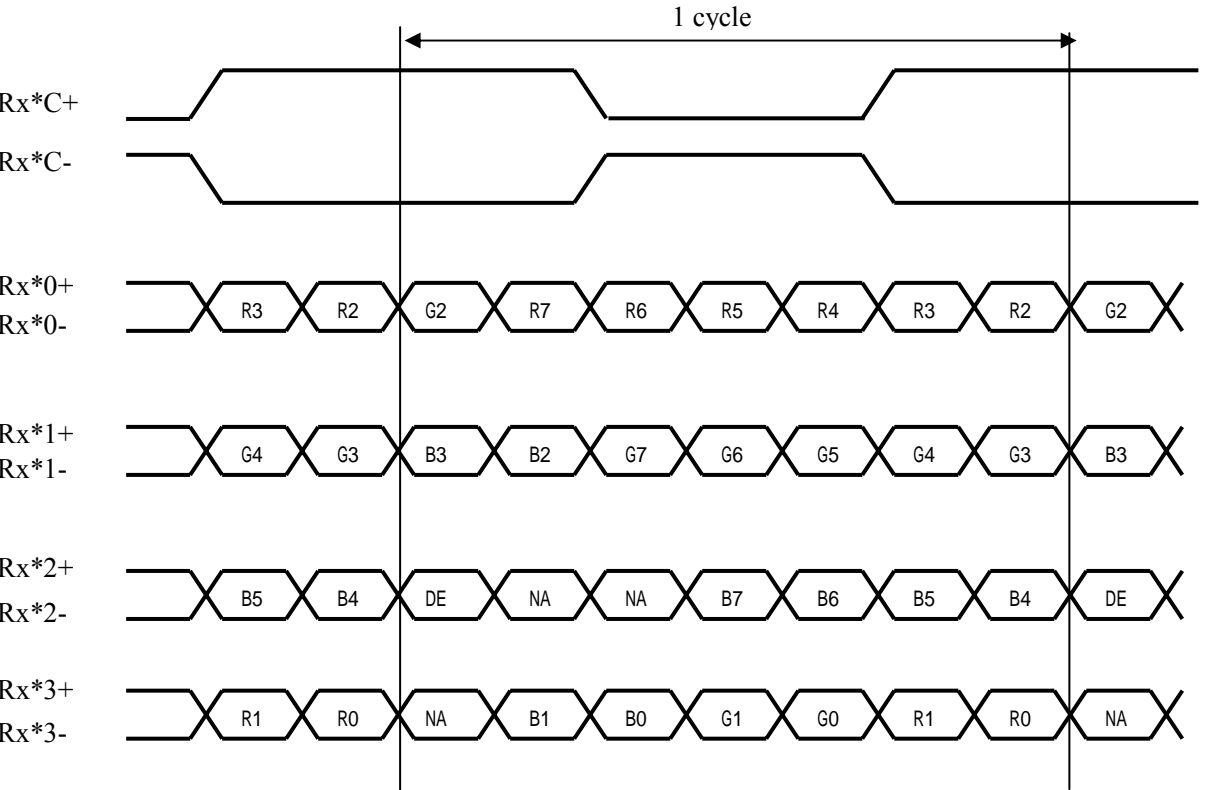 1 cycle
Rx*C+
Rx*C-
Rx*0+
R3 R2 G2 R7 R6 R5 R4 R3 R2 G2
Rx*0-
Rx*1+
G4 G3 B3 B2 G7 G6 G5 G4 G3 B3
Rx*1-
Rx*2+
B5 B4 DE NA NA B7 B6 B5 B4 DE
Rx*2-
Rx*3+
R1 R0 NA B1 B0 G1 G0 R1 R0 NA
Rx*3-